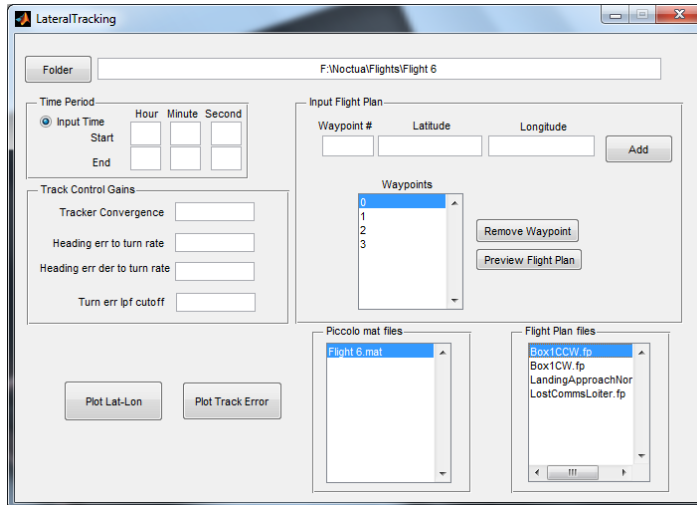 LateralTracking
Folder
F:\Noctua\Flights\Flight 6
Time Period
Hour Minute Second
Input Time
Start
End
Input Flight Plan
Waypoint # Latitude Longitude
Add
Waypoints
0
1
2
3
Remove Waypoint
Preview Flight Plan
Track Control Gains
Tracker Convergence
Heading err to turn rate
Heading err der to turn rate
Turn err lpf cutoff
Plot Lat-Lon
Plot Track Error
Piccolo mat files
Flight 6.mat
Flight Plan files
Box1CCW.fp
Box1CW.fp
LandingApproachNor
LostCommsLoiter.fp